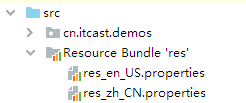 src
cn.itcast.demos
Resource Bundle 'res'
res_en_US.properties
res_zh_CN.properties